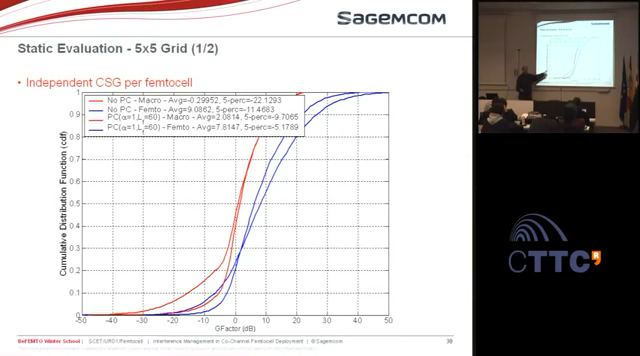 SAGEMCOM
Static Evaluation - 5x5 Grid (1/2)
• Independent CSG per femtocell
No PC - Macro - Avg=-0.29952, 5-perc=-22.1293
No PC - Femto - Avg=9.0862, 5-perc=-11.4683
PC(α=1,Lf=60) - Macro - Avg=2.0814, 5-perc=-9.7065
PC(α=1,Lf=60) - Femto - Avg=7.8147, 5-perc=-5.1789
Cumulative Distribution Function (cdf)
1
0.9
0.8
0.7
0.6
0.5
0.4
0.3
0.2
0.1
0
-50 -40 -30 -20 -10 0 10 20 30 40 50
GFactor (dB)
BeFEMTO Winter School | SCET/URD1/Femtocell | Interference Management in Co-Channel Femtocell Deployment | @Sagemcom 38
CTTC